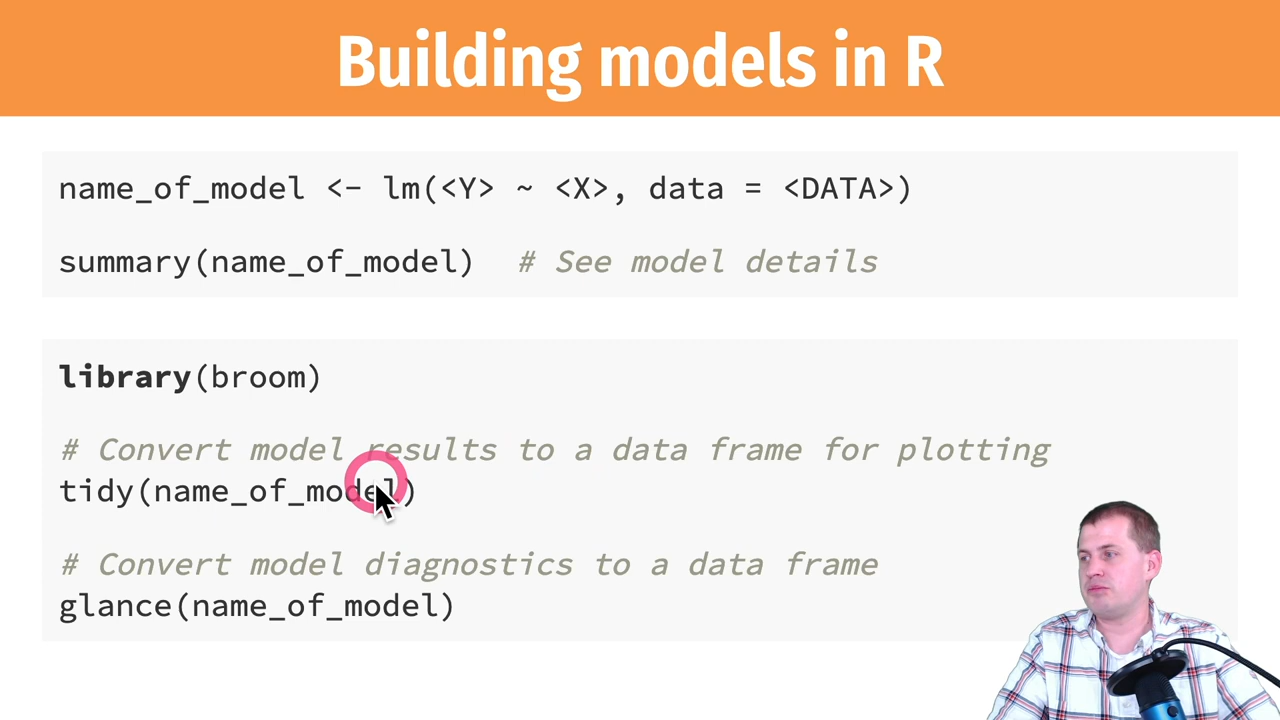 Building models in R
name_of_model <- lm(<Y> ~ <X>, data = <DATA>)
summary(name_of_model)  # See model details
library(broom)
# Convert model results to a data frame for plotting
tidy(name_of_model)
# Convert model diagnostics to a data frame
glance(name_of_model)